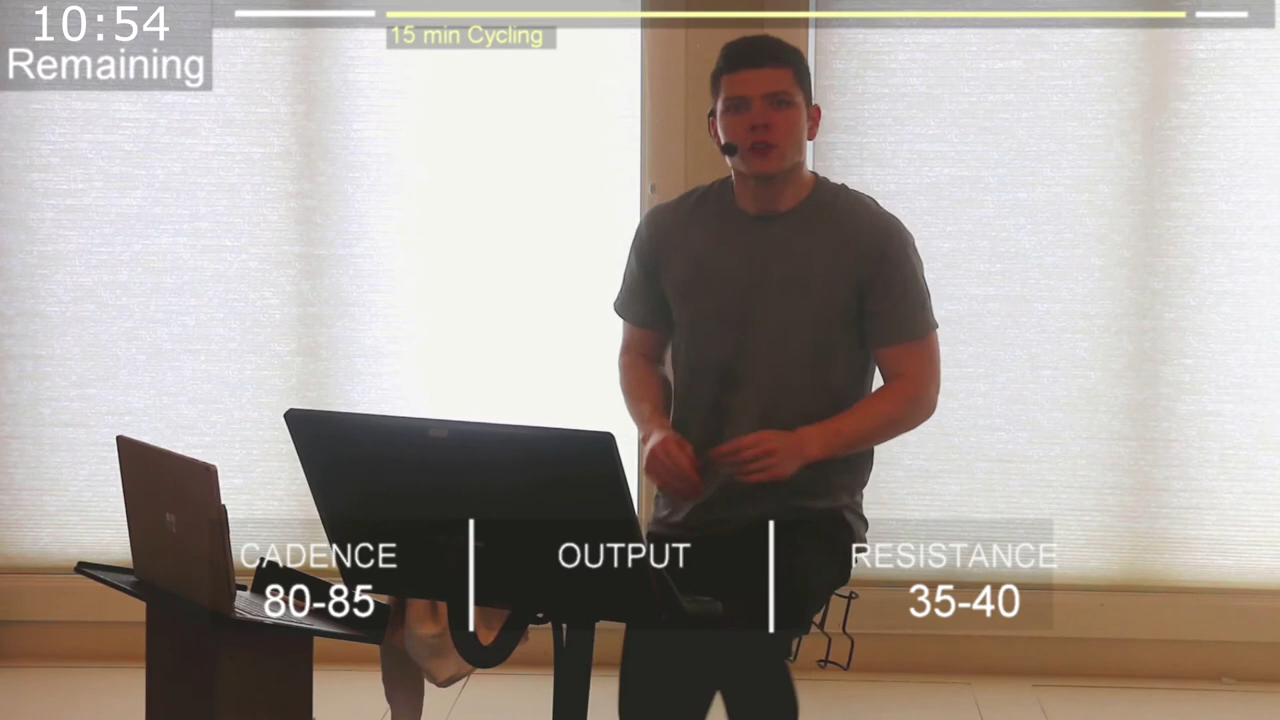 10:54
Remaining
15 min Cycling
CADENCE
80-85
OUTPUT
RESISTANCE
35-40